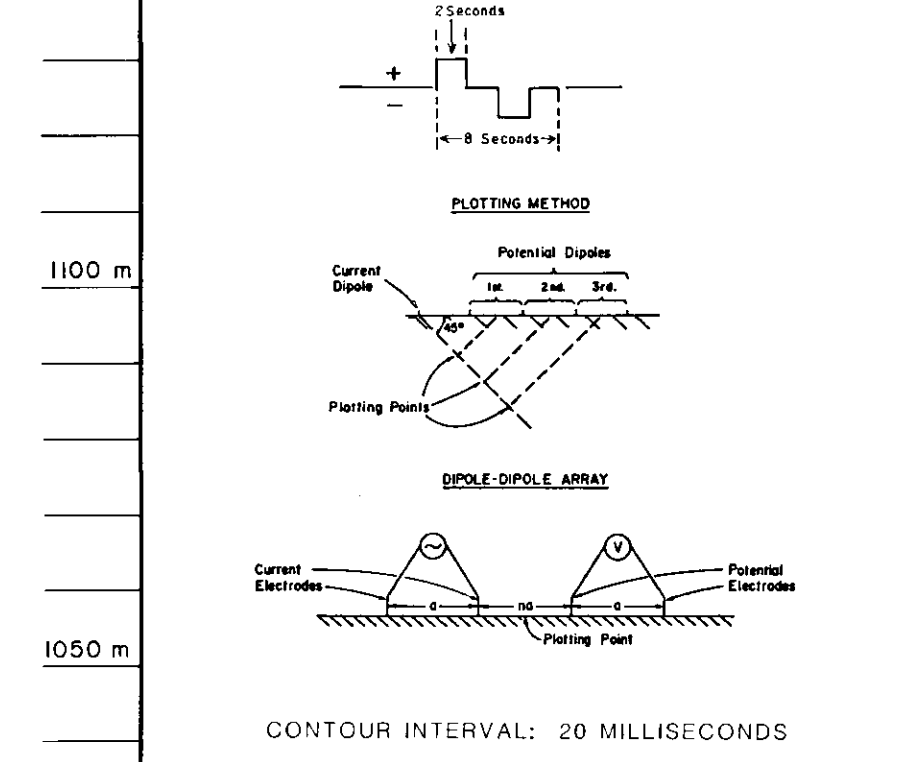 2 Seconds
+
−
8 Seconds
PLOTTING METHOD
Potential Dipoles
Current
Dipole
1st.
2nd.
3rd.
45°
1100 m
Plotting Points
DIPOLE-DIPOLE ARRAY
~
V
Current
Electrodes
Potential
Electrodes
a
na
a
Plotting Point
1050 m
CONTOUR INTERVAL: 20 MILLISECONDS